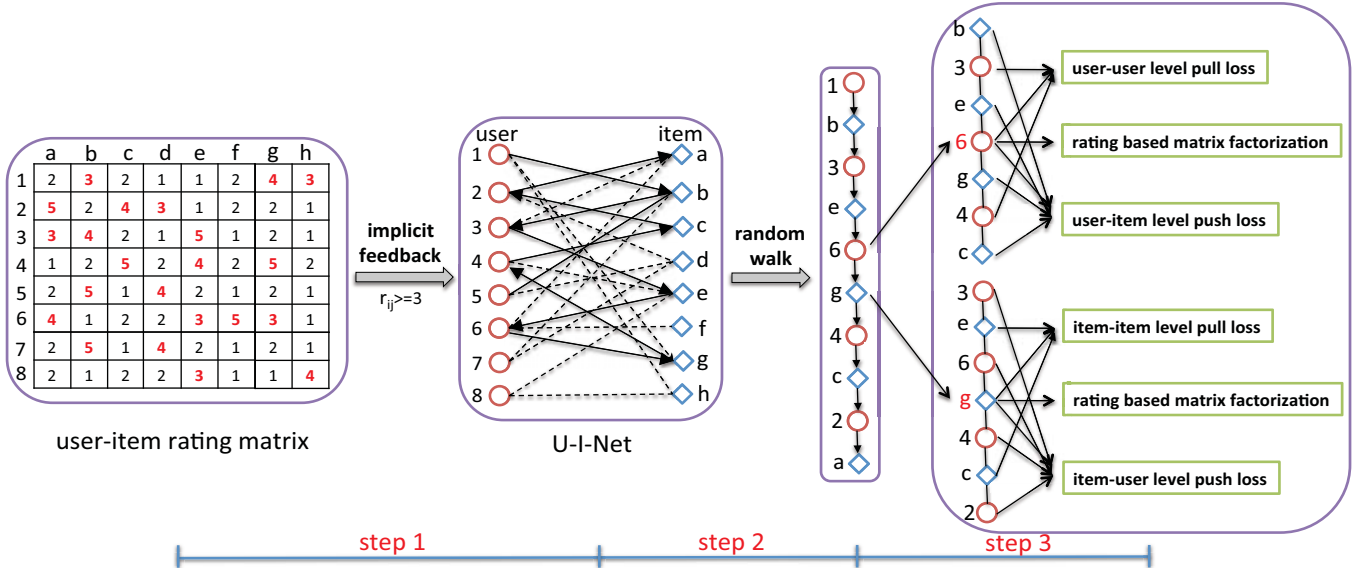 a b c d e f g h
1 2 3 2 1 1 2 4 3
2 5 2 4 3 1 2 2 1
3 3 4 2 1 5 1 2 1
4 1 2 5 2 4 2 5 2
5 2 5 1 4 2 1 2 1
6 4 1 2 2 3 5 3 1
7 2 5 1 4 2 1 2 1
8 2 1 2 2 3 1 1 4
user-item rating matrix
implicit
feedback
r_ij>=3
user item
1 a
2 b
3 c
4 d
5 e
6 f
7 g
8 h
U-I-Net
random
walk
1
b
3
e
6
g
4
c
2
a
b
3
e
6
g
4
c
user-user level pull loss
rating based matrix factorization
user-item level push loss
3
e
6
g
4
c
2
item-item level pull loss
rating based matrix factorization
item-user level push loss
step 1
step 2
step 3